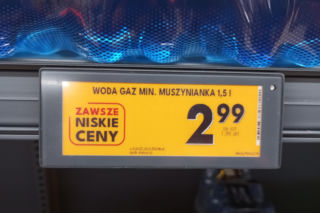 WODA GAZ MIN. MUSZYNIANKA 1,5 l
ZAWSZE
NISKIE
CENY
2 99